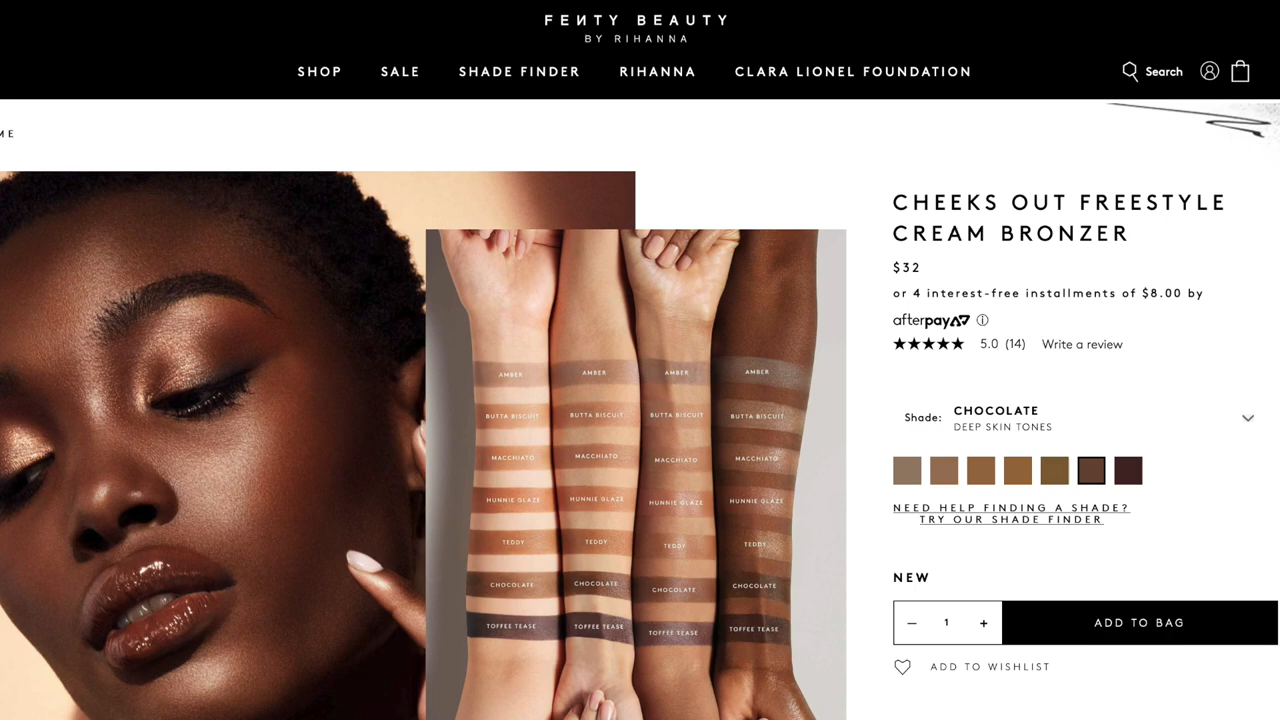 FENTY BEAUTY
BY RIHANNA
SHOP SALE SHADE FINDER RIHANNA CLARA LIONEL FOUNDATION
Search
ME
CHEEKS OUT FREESTYLE
CREAM BRONZER
$32
or 4 interest-free installments of $8.00 by
afterpay
5.0 (14) Write a review
Shade: CHOCOLATE
DEEP SKIN TONES
NEED HELP FINDING A SHADE?
TRY OUR SHADE FINDER
NEW
− 1 + ADD TO BAG
ADD TO WISHLIST
AMBER AMBER AMBER AMBER
BUTTA BISCUIT BUTTA BISCUIT BUTTA BISCUIT BUTTA BISCUIT
MACCHIATO MACCHIATO MACCHIATO MACCHIATO
HUNNIE GLAZE HUNNIE GLAZE HUNNIE GLAZE HUNNIE GLAZE
TEDDY TEDDY TEDDY TEDDY
CHOCOLATE CHOCOLATE CHOCOLATE CHOCOLATE
TOFFEE TEASE TOFFEE TEASE TOFFEE TEASE TOFFEE TEASE